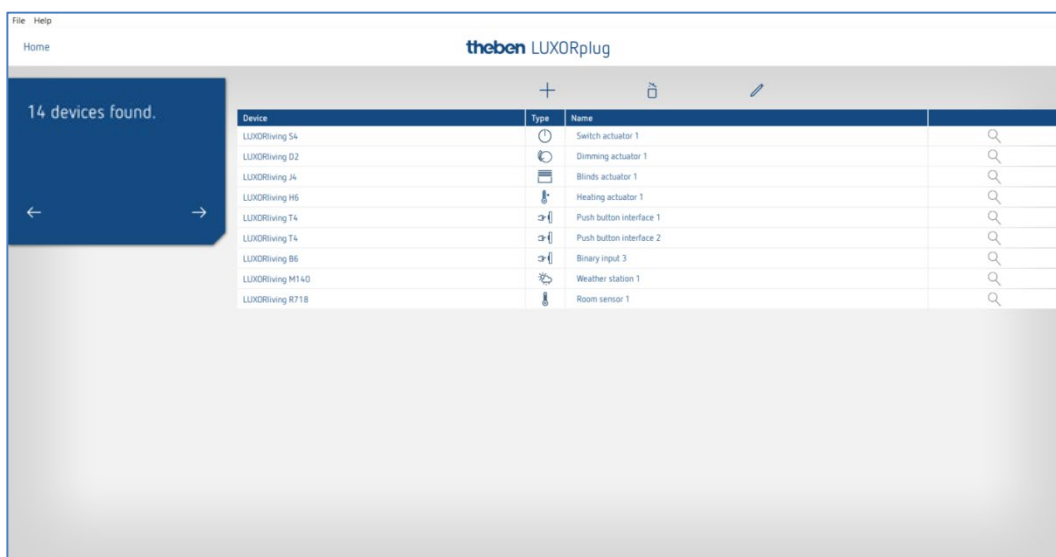 File Help
Home
theben LUXORplug
14 devices found.
Device Type Name
LUXORliving S4 Switch actuator 1
LUXORliving D2 Dimming actuator 1
LUXORliving J4 Blinds actuator 1
LUXORliving H6 Heating actuator 1
LUXORliving T4 Push button interface 1
LUXORliving T4 Push button interface 2
LUXORliving B6 Binary input 3
LUXORliving M140 Weather station 1
LUXORliving R718 Room sensor 1